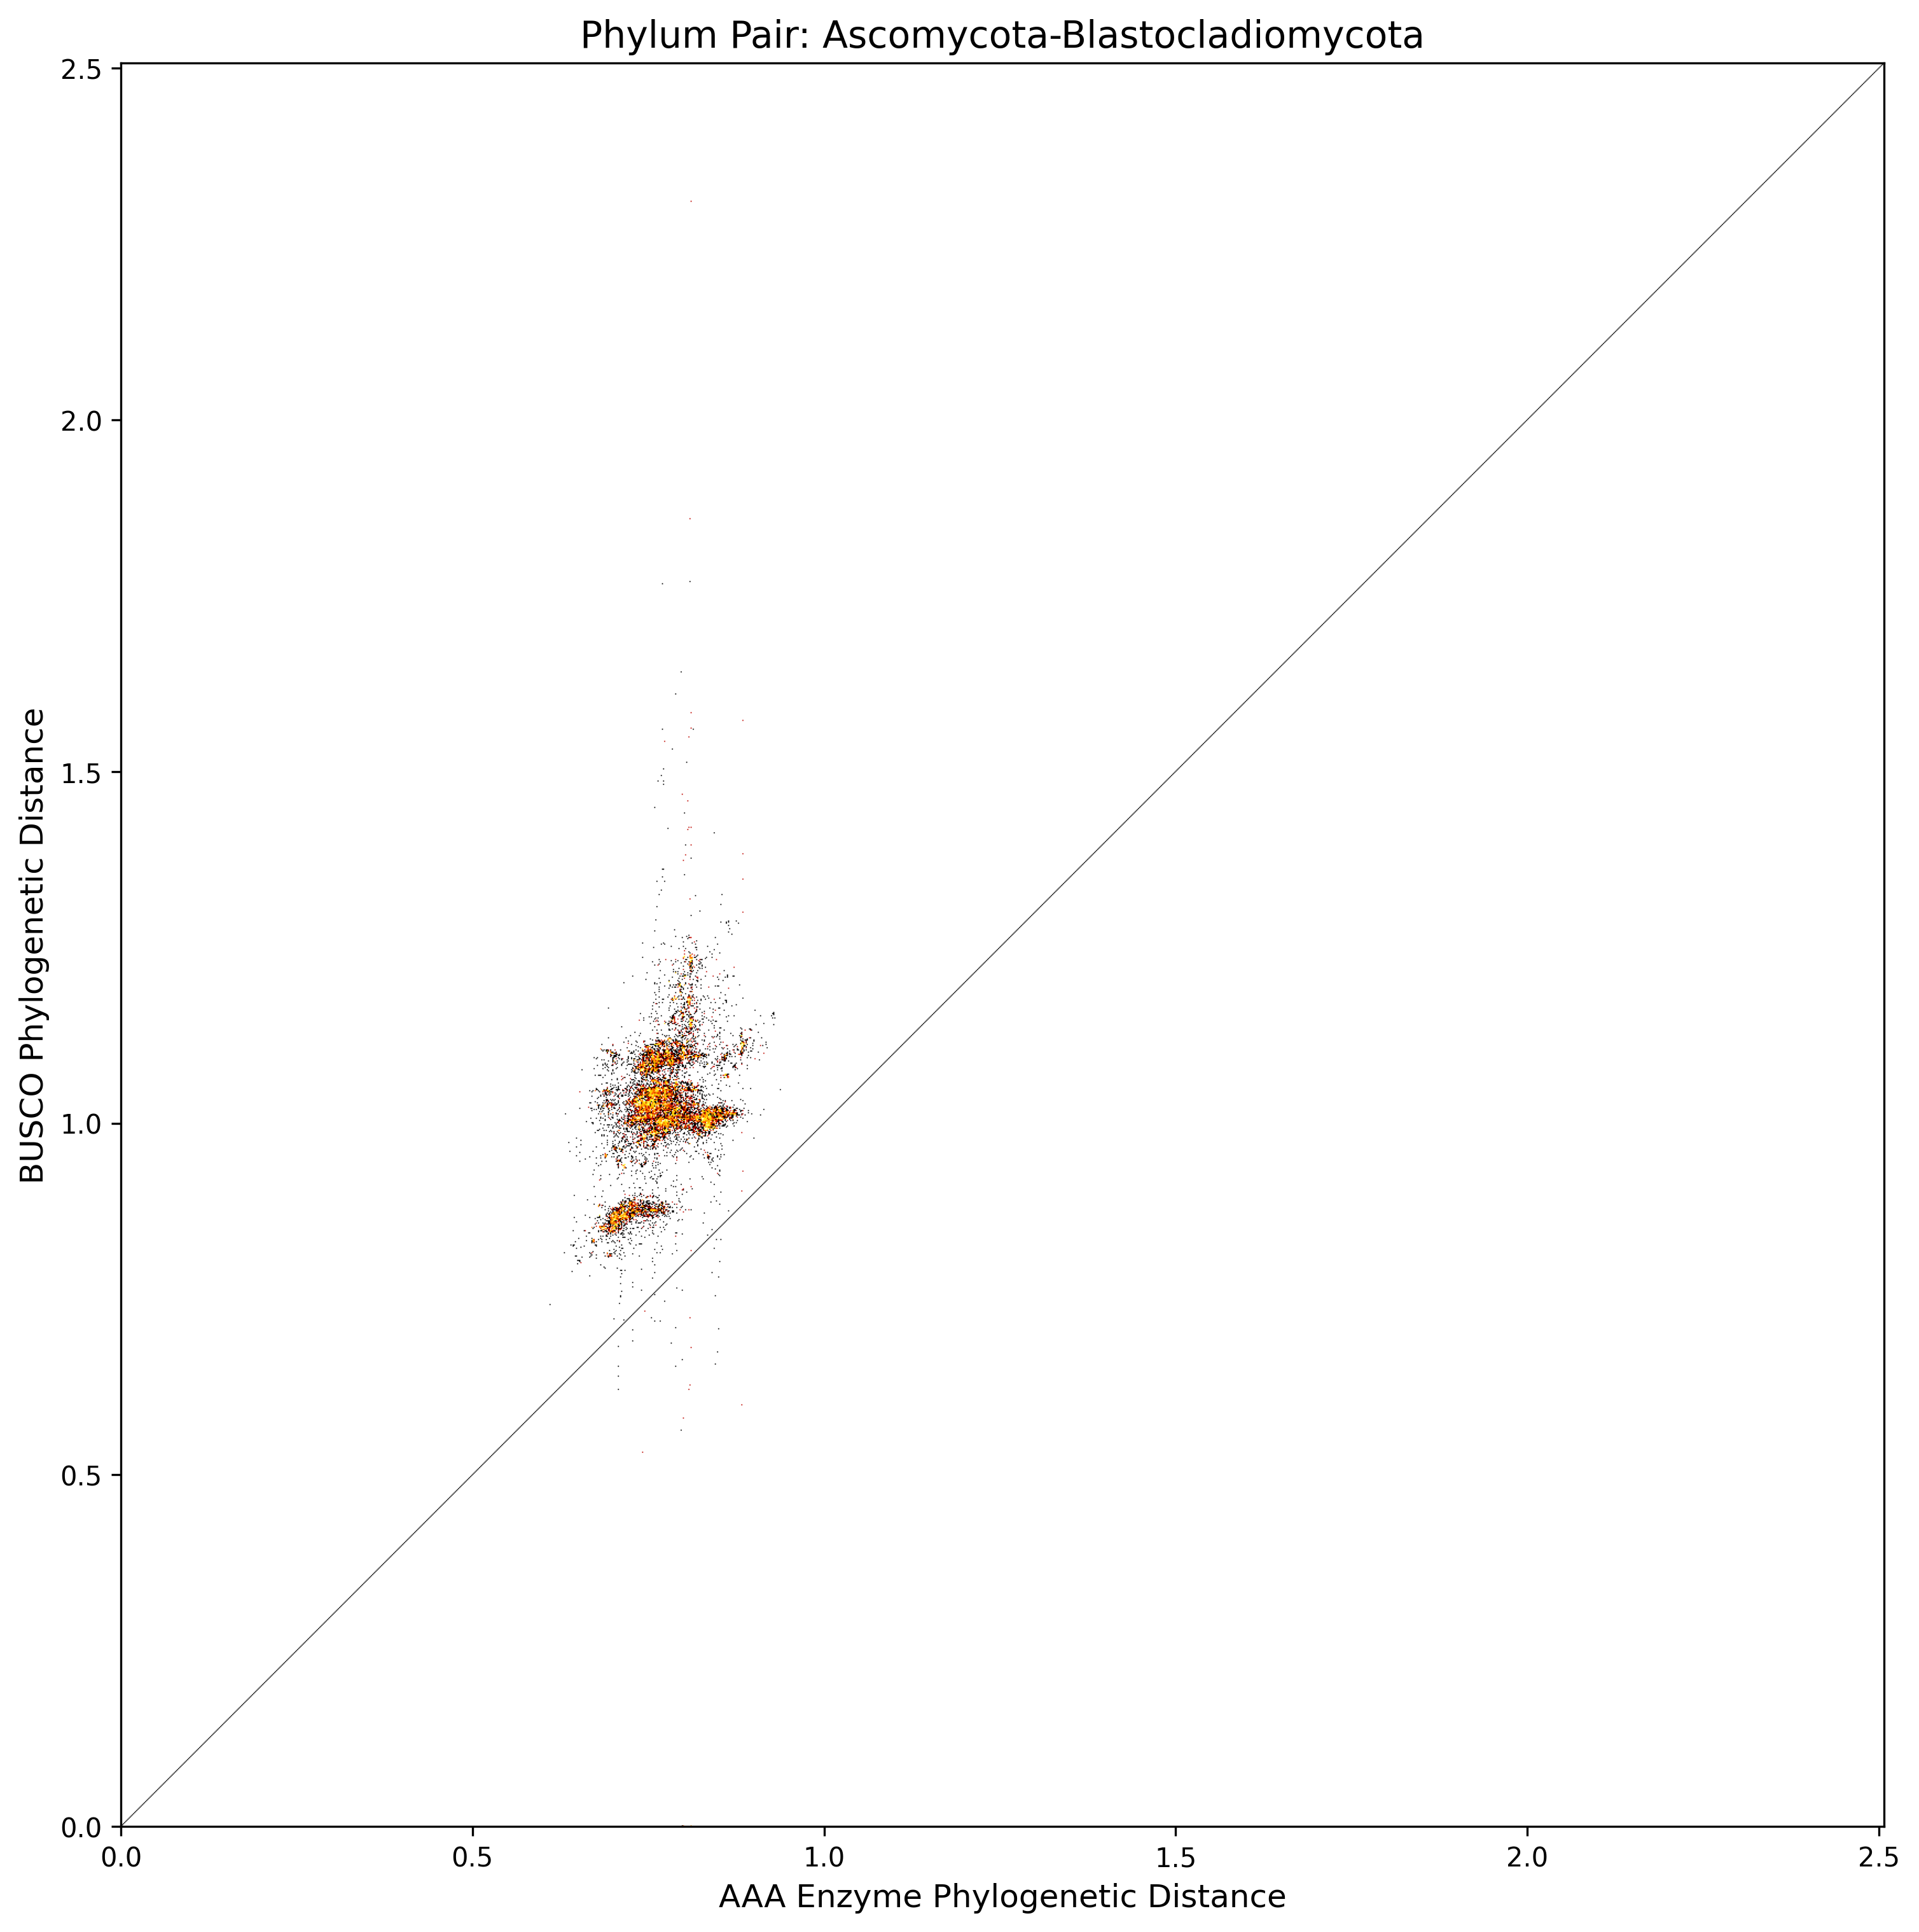 Phylum Pair: Ascomycota-Blastocladiomycota
2.5
2.0
1.5
1.0
0.5
0.0
BUSCO Phylogenetic Distance
0.0 0.5 1.0 1.5 2.0 2.5
AAA Enzyme Phylogenetic Distance